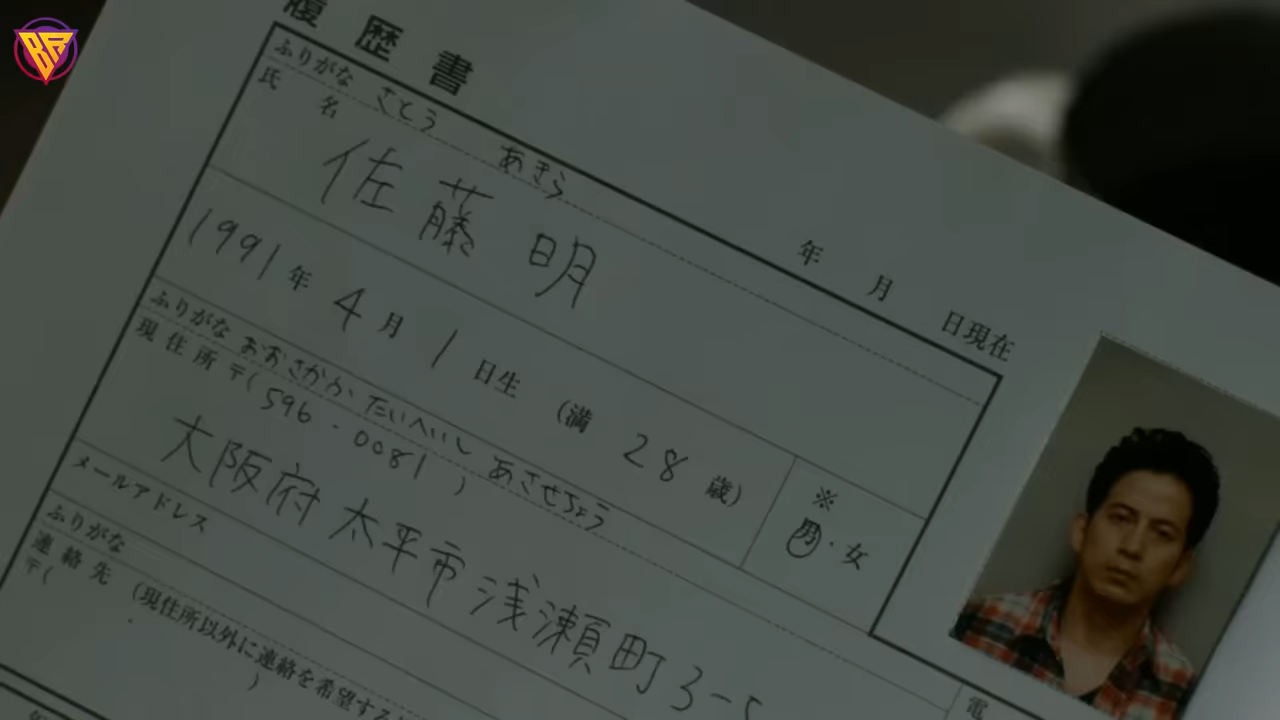 BR
履歴書
年 月 日現在
ふりがな さとう あきら
氏名 佐藤 明
1991年 4月 1日生 (満 28歳)
※ 男・女
ふりがな おおさかふ たいへいし あさせちょう
現住所 〒(596-0081)
大阪府太平市浅瀬町3-5
電
メールアドレス
ふりがな
連絡先 (現住所以外に連絡を希望する
〒( )